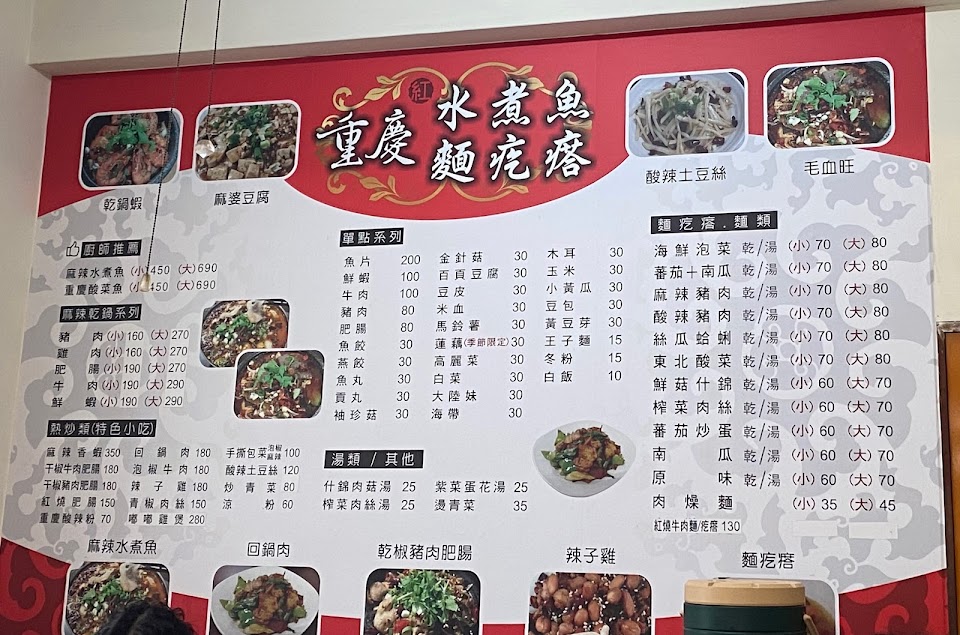 重慶 紅 水煮魚
麵疙瘩
乾鍋蝦
麻婆豆腐
酸辣土豆絲
毛血旺
廚師推薦
麻辣水煮魚 (小)450 (大)690
重慶酸菜魚 (小)450 (大)690
麻辣乾鍋系列
豬肉 (小)160 (大)270
雞肉 (小)160 (大)270
肥腸 (小)190 (大)270
牛肉 (小)190 (大)290
鮮蝦 (小)190 (大)290
單點系列
魚片 200
鮮蝦 100
牛肉 100
豬肉 80
肥腸 80
魚餃 30
燕餃 30
魚丸 30
貢丸 30
袖珍菇 30
金針菇 30
百頁豆腐 30
豆皮 30
米血 30
馬鈴薯 30
蓮藕(季節限定) 30
高麗菜 30
白菜 30
大陸妹 30
海帶 30
木耳 30
玉米 30
小黃瓜 30
豆包 30
黃豆芽 30
王子麵 15
冬粉 15
白飯 10
麵疙瘩.麵類
海鮮泡菜 乾/湯 (小) 70 (大) 80
蕃茄+南瓜 乾/湯 (小) 70 (大) 80
麻辣豬肉 乾/湯 (小) 70 (大) 80
酸辣豬肉 乾/湯 (小) 70 (大) 80
絲瓜蛤蜊 乾/湯 (小) 70 (大) 80
東北酸菜 乾/湯 (小) 70 (大) 80
鮮菇什錦 乾/湯 (小) 60 (大) 70
榨菜肉絲 乾/湯 (小) 60 (大) 70
蕃茄炒蛋 乾/湯 (小) 60 (大) 70
南瓜 乾/湯 (小) 60 (大) 70
原味 乾/湯 (小) 60 (大) 70
肉燥麵 (小) 35 (大) 45
紅燒牛肉麵/疙瘩 130
熱炒類(特色小吃)
麻辣香蝦 350
干椒牛肉肥腸 180
干椒豬肉肥腸 180
紅燒肥腸 150
重慶酸辣粉 70
回鍋肉 180
泡椒牛肉 180
辣子雞 180
青椒肉絲 150
嘟嘟雞煲 280
手撕包菜 泡椒 麻辣 100
酸辣土豆絲 120
炒青菜 80
涼粉 60
湯類 / 其他
什錦肉菇湯 25
榨菜肉絲湯 25
紫菜蛋花湯 25
燙青菜 35
麻辣水煮魚
回鍋肉
乾椒豬肉肥腸
辣子雞
麵疙瘩